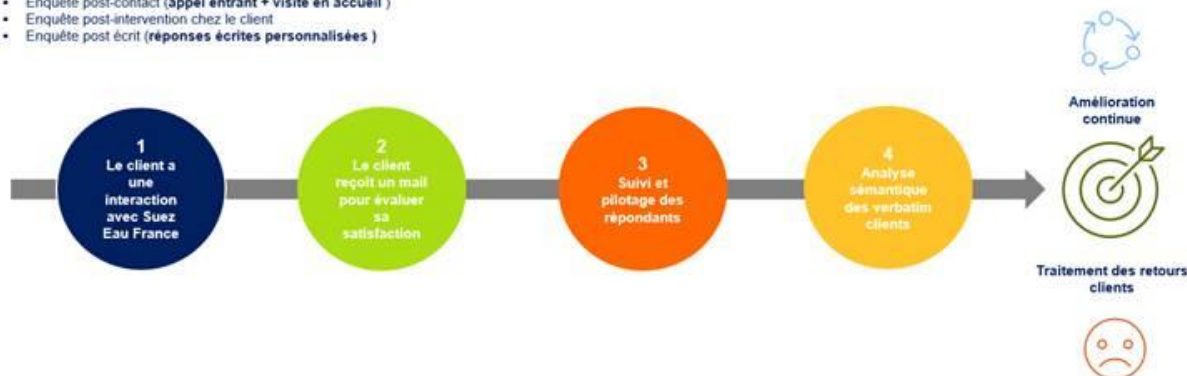 Enquête post-contact (appel entrant + visite en accueil )
Enquête post-intervention chez le client
Enquête post écrit (réponses écrites personnalisées )
1
Le client a
une
interaction
avec Suez
Eau France
2
Le client
reçoit un mail
pour évaluer
sa
satisfaction
3
Suivi et
pilotage des
répondants
4
Analyse
sémantique
des verbatim
clients
Amélioration
continue
Traitement des retours
clients